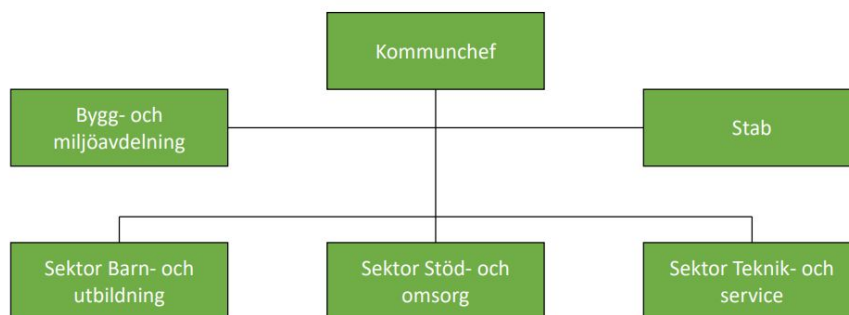 Kommunchef
Bygg- och
miljöavdelning
Stab
Sektor Barn- och
utbildning
Sektor Stöd- och
omsorg
Sektor Teknik- och
service